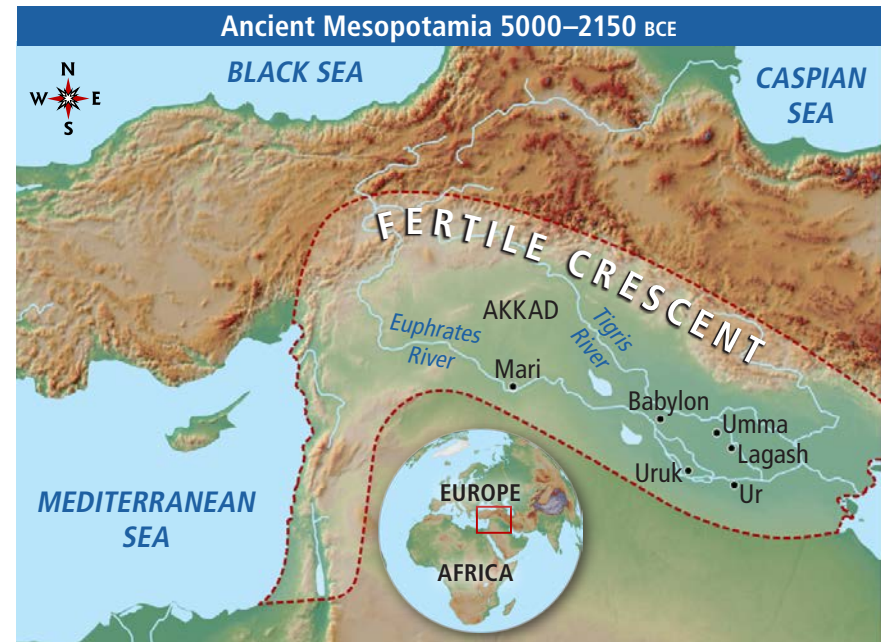 Ancient Mesopotamia 5000–2150 BCE
N
W E
S
BLACK SEA
CASPIAN
SEA
FERTILE CRESCENT
AKKAD
Euphrates
River
Tigris
River
Mari
Babylon
Umma
Lagash
Uruk
Ur
MEDITERRANEAN
SEA
EUROPE
AFRICA